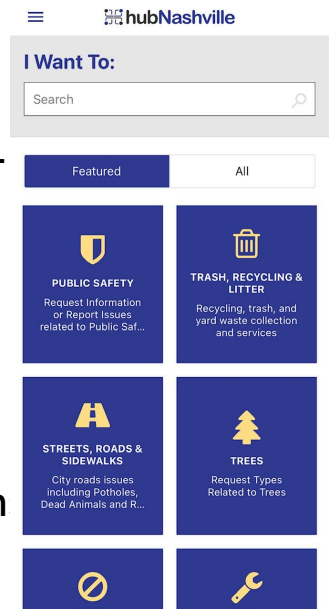 hubNashville
I Want To:
Search
Featured
All
PUBLIC SAFETY
Request Information
or Report Issues
related to Public Saf...
TRASH, RECYCLING &
LITTER
Recycling, trash, and
yard waste collection
and services
STREETS, ROADS &
SIDEWALKS
City roads issues
including Potholes,
Dead Animals and R...
TREES
Request Types
Related to Trees